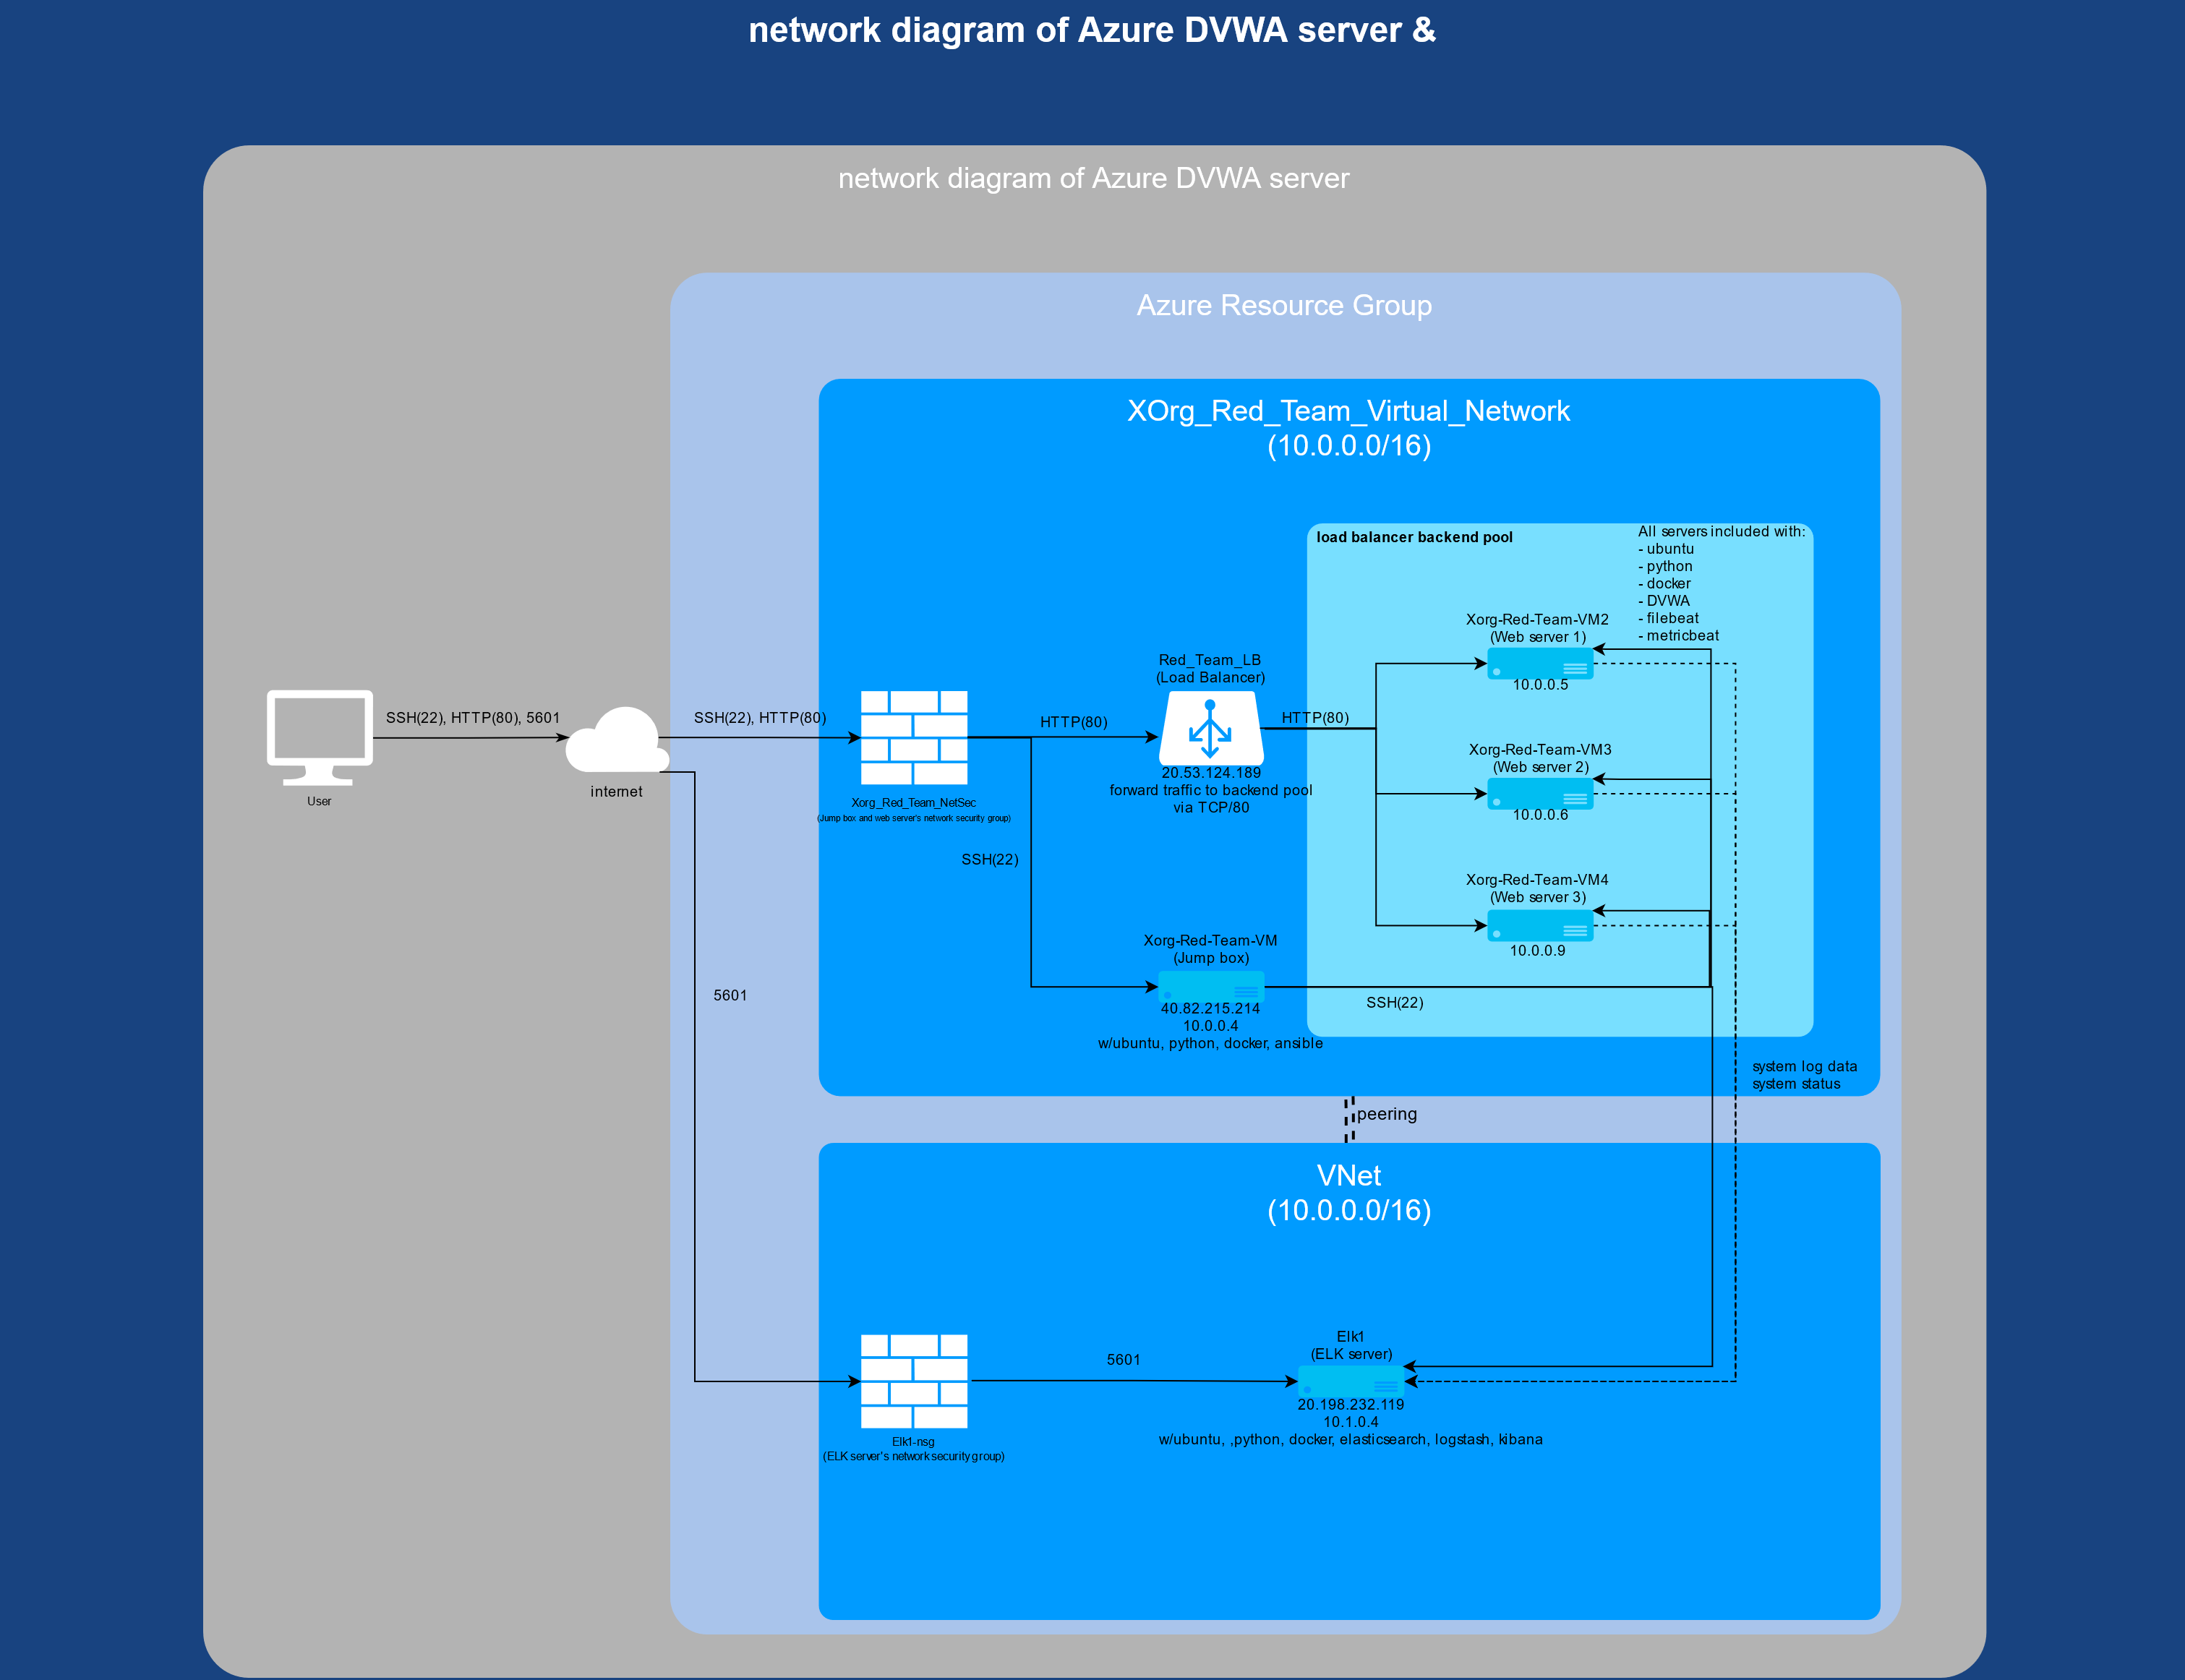 network diagram of Azure DVWA server &
network diagram of Azure DVWA server
Azure Resource Group
XOrg_Red_Team_Virtual_Network
(10.0.0.0/16)
load balancer backend pool
All servers included with:
- ubuntu
- python
- docker
- DVWA
- filebeat
- metricbeat
Xorg-Red-Team-VM2
(Web server 1)
10.0.0.5
Red_Team_LB
(Load Balancer)
SSH(22), HTTP(80), 5601
SSH(22), HTTP(80)
HTTP(80)
HTTP(80)
Xorg-Red-Team-VM3
(Web server 2)
10.0.0.6
20.53.124.189
forward traffic to backend pool
via TCP/80
User
internet
Xorg_Red_Team_NetSec
(Jump box and web server's network security group)
SSH(22)
Xorg-Red-Team-VM4
(Web server 3)
10.0.0.9
Xorg-Red-Team-VM
(Jump box)
40.82.215.214
10.0.0.4
w/ubuntu, python, docker, ansible
SSH(22)
5601
system log data
system status
peering
VNet
(10.0.0.0/16)
5601
Elk1
(ELK server)
20.198.232.119
10.1.0.4
w/ubuntu, ,python, docker, elasticsearch, logstash, kibana
Elk1-nsg
(ELK server's network security group)